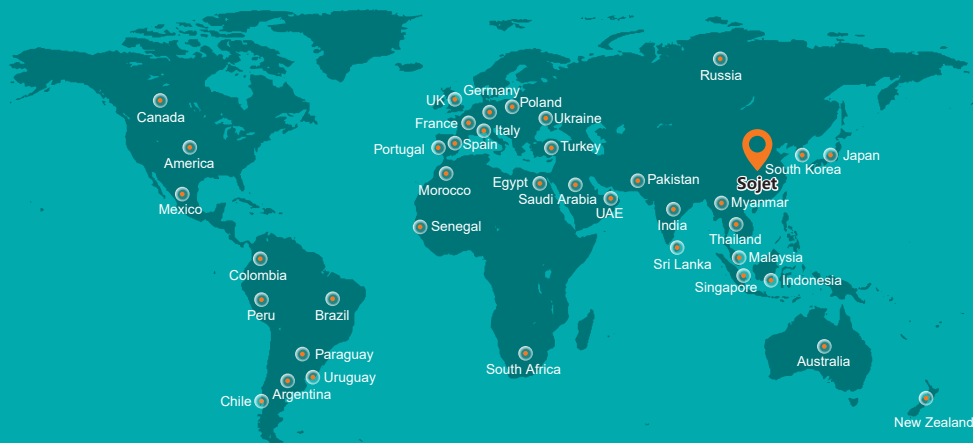 Russia
Germany
UK
Poland
Canada
France
Ukraine
Italy
Spain
Portugal
Turkey
America
South Korea
Japan
Sojet
Morocco
Egypt
Pakistan
Saudi Arabia
Mexico
UAE
Myanmar
Senegal
India
Thailand
Sri Lanka
Malaysia
Colombia
Singapore
Indonesia
Peru
Brazil
Paraguay
South Africa
Australia
Uruguay
Argentina
Chile
New Zealand